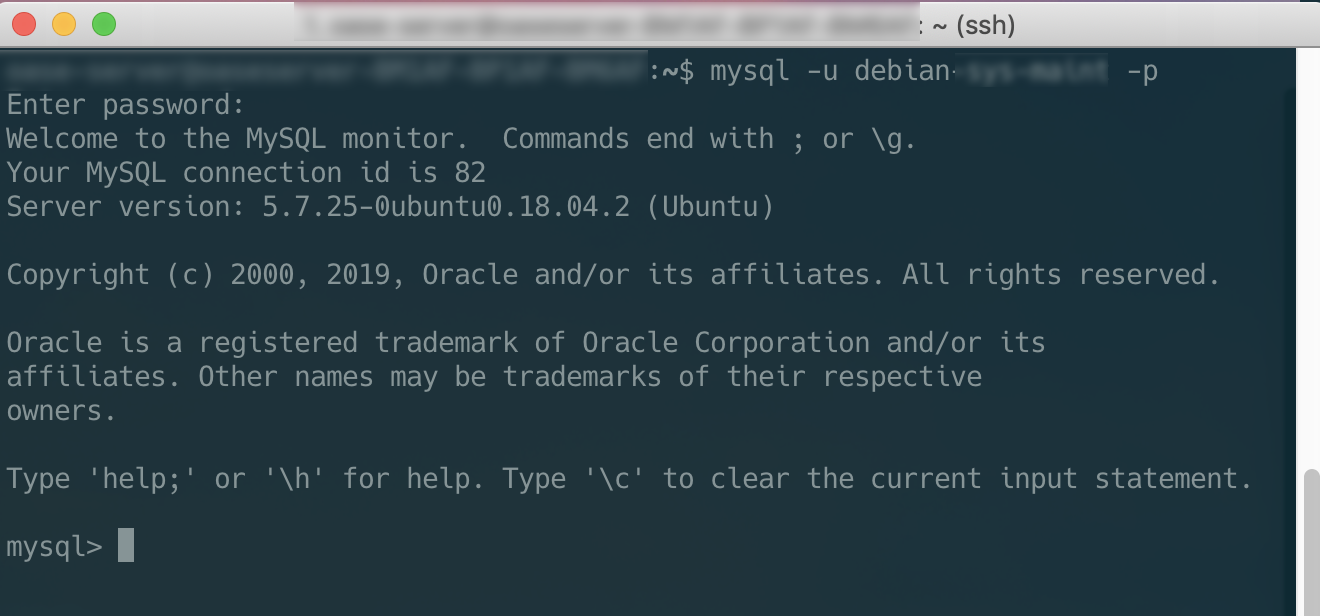 : ~ (ssh)
:~$ mysql -u debian- -p
Enter password:
Welcome to the MySQL monitor.  Commands end with ; or \g.
Your MySQL connection id is 82
Server version: 5.7.25-0ubuntu0.18.04.2 (Ubuntu)
Copyright (c) 2000, 2019, Oracle and/or its affiliates. All rights reserved.
Oracle is a registered trademark of Oracle Corporation and/or its
affiliates. Other names may be trademarks of their respective
owners.
Type 'help;' or '\h' for help. Type '\c' to clear the current input statement.
mysql>